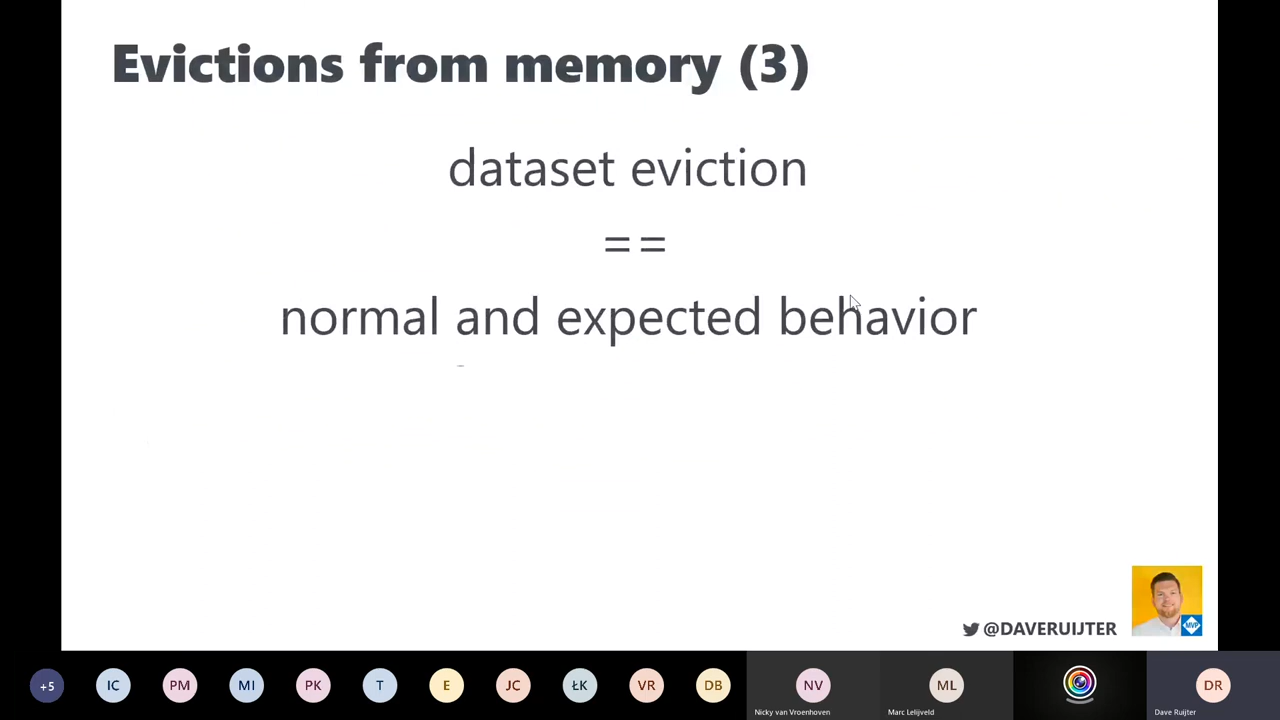 Evictions from memory (3)
dataset eviction
==
normal and expected behavior
@DAVERUIJTER
MVP
+5
IC
PM
MI
PK
T
E
JC
ŁK
VR
DB
NV
ML
DR
Nicky van Vroenhoven
Marc Lelijveld
Dave Ruijter